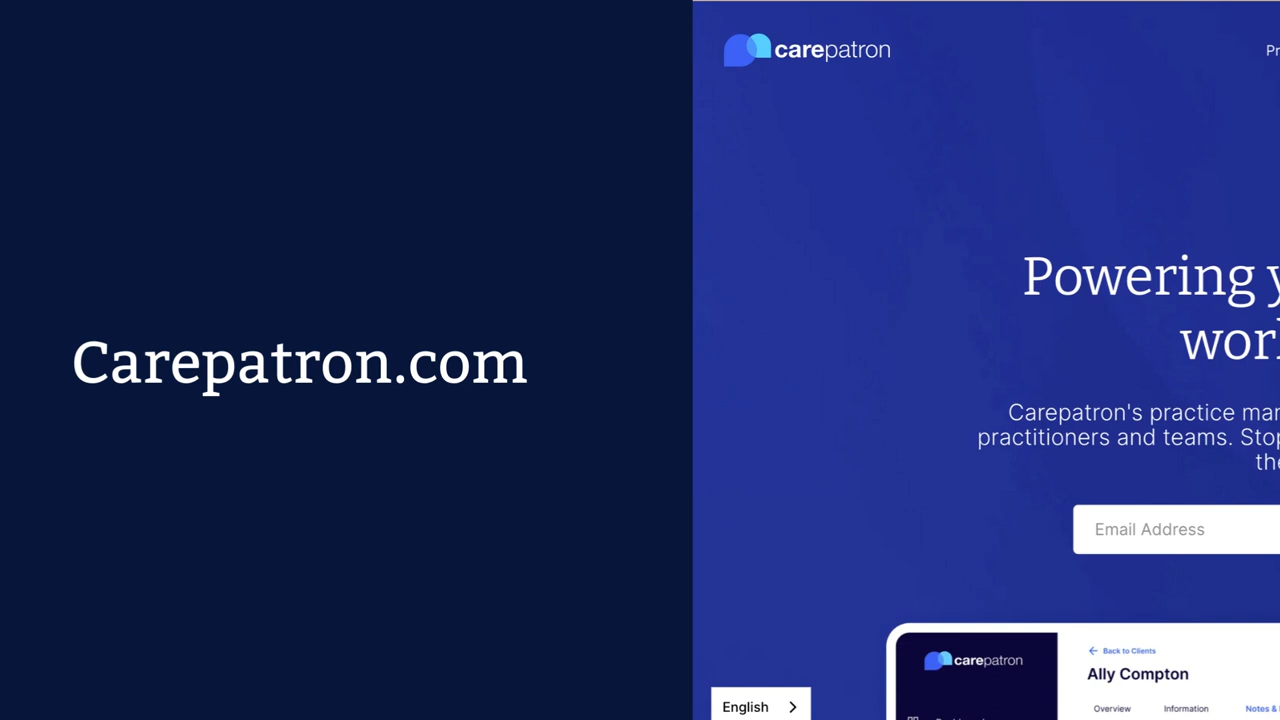 Carepatron.com
carepatron
Pr
Powering y
wor
Carepatron's practice mar
practitioners and teams. Stop
the
Email Address
carepatron
Back to Clients
Ally Compton
Overview Information Notes &
English